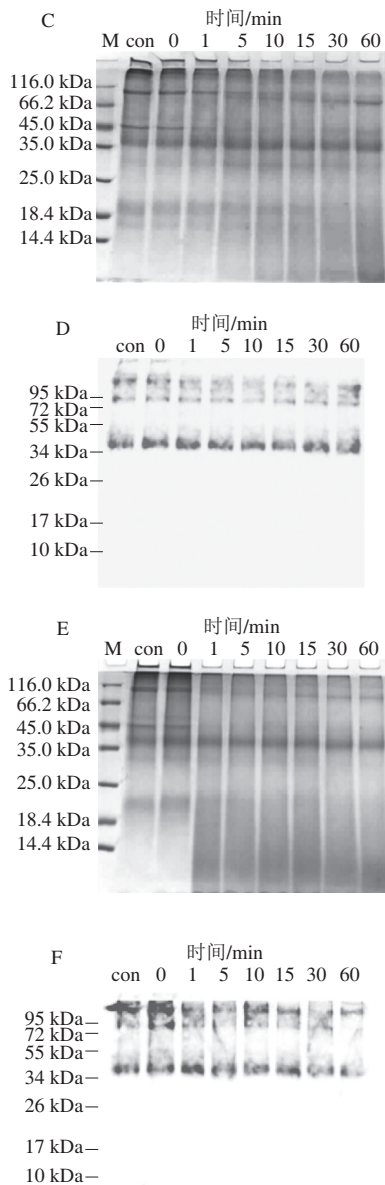 C
时间/min
M con 0 1 5 10 15 30 60
116.0 kDa
66.2 kDa
45.0 kDa
35.0 kDa
25.0 kDa
18.4 kDa
14.4 kDa
D
时间/min
con 0 1 5 10 15 30 60
95 kDa
72 kDa
55 kDa
34 kDa
26 kDa
17 kDa
10 kDa
E
时间/min
M con 0 1 5 10 15 30 60
116.0 kDa
66.2 kDa
45.0 kDa
35.0 kDa
25.0 kDa
18.4 kDa
14.4 kDa
F
时间/min
con 0 1 5 10 15 30 60
95 kDa
72 kDa
55 kDa
34 kDa
26 kDa
17 kDa
10 kDa